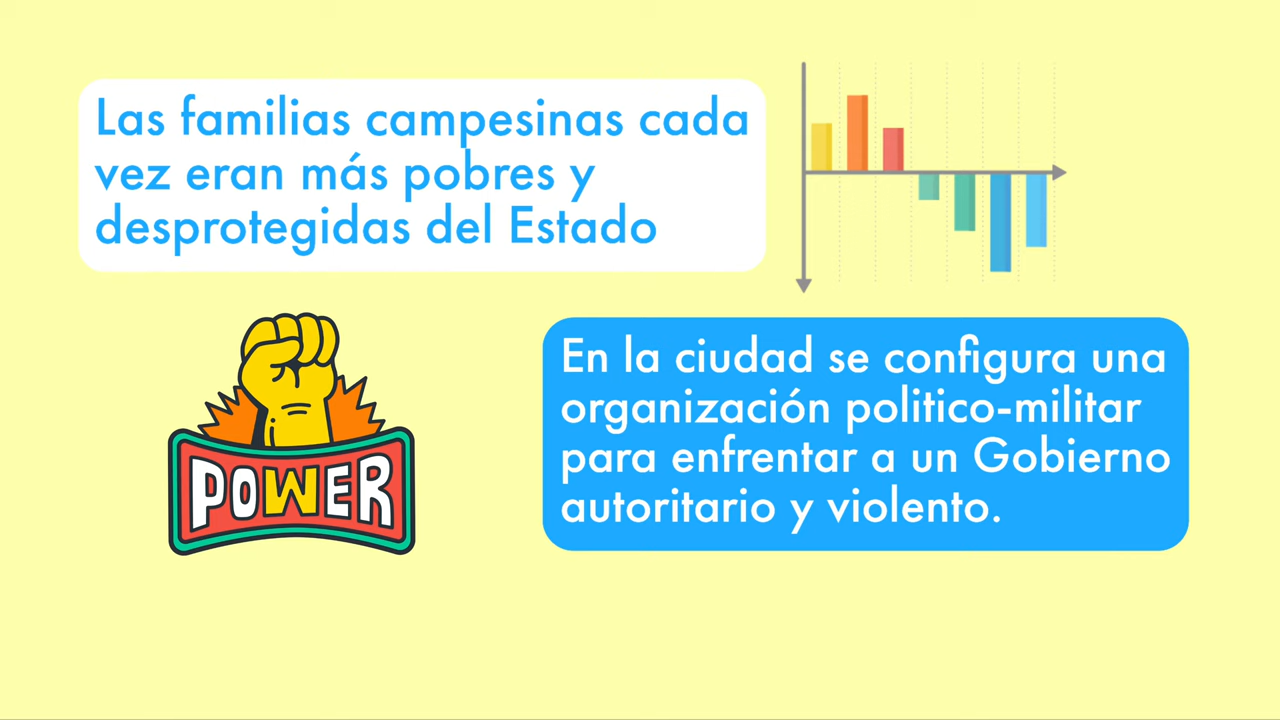 Las familias campesinas cada
vez eran más pobres y
desprotegidas del Estado
POWER
En la ciudad se configura una
organización politico-militar
para enfrentar a un Gobierno
autoritario y violento.